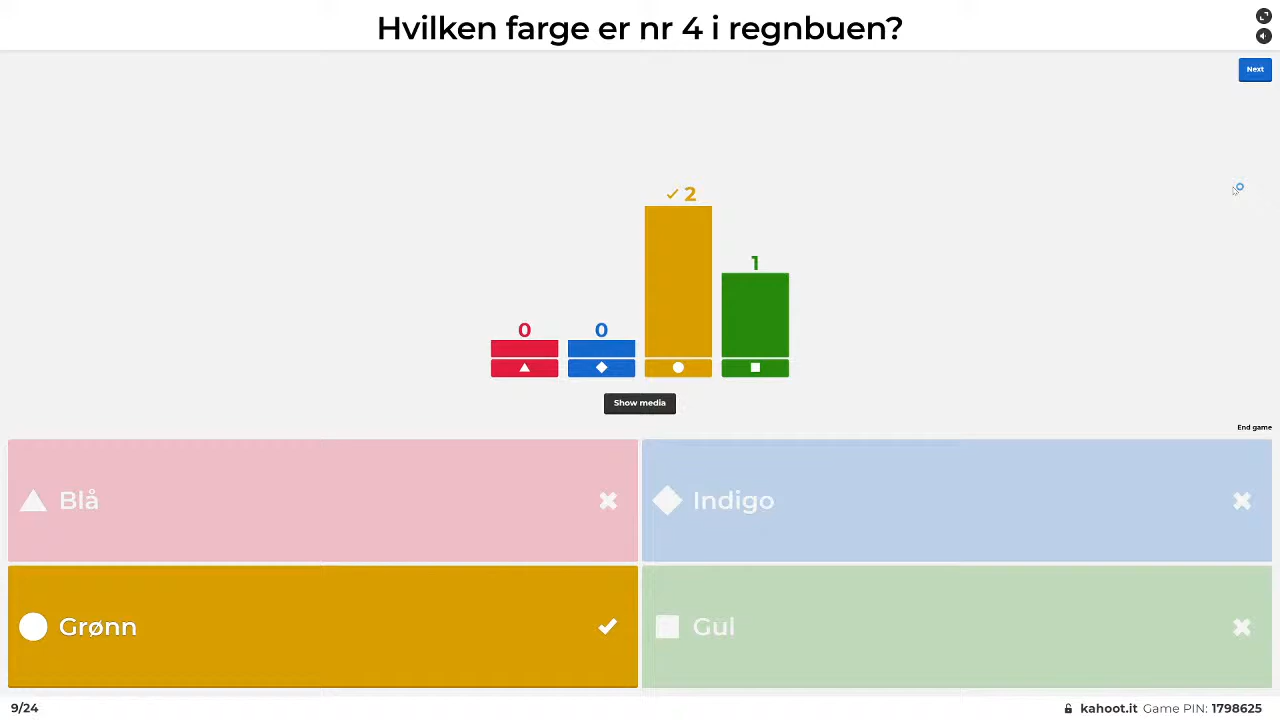 Hvilken farge er nr 4 i regnbuen?
Next
2
1
0
0
Show media
End game
Blå
Indigo
Grønn
Gul
9/24
kahoot.it Game PIN: 1798625